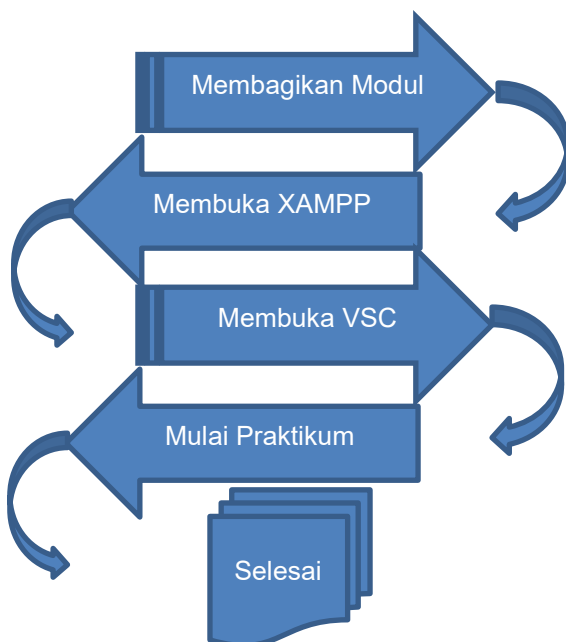 Membagikan Modul
Membuka XAMPP
Membuka VSC
Mulai Praktikum
Selesai